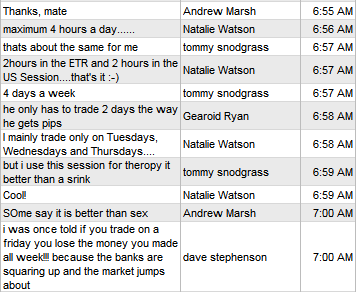 Thanks, mate Andrew Marsh 6:55 AM
maximum 4 hours a day...... Natalie Watson 6:56 AM
thats about the same for me tommy snodgrass 6:57 AM
2hours in the ETR and 2 hours in the
US Session....that's it :-) Natalie Watson 6:57 AM
4 days a week tommy snodgrass 6:57 AM
he only has to trade 2 days the way
he gets pips Gearoid Ryan 6:58 AM
I mainly trade only on Tuesdays,
Wednesdays and Thursdays.... Natalie Watson 6:58 AM
but i use this session for theropy it
better than a srink tommy snodgrass 6:59 AM
Cool! Natalie Watson 6:59 AM
SOme say it is better than sex Andrew Marsh 7:00 AM
i was once told if you trade on a
friday you lose the money you made
all week!!! because the banks are
squaring up and the market jumps
about dave stephenson 7:00 AM